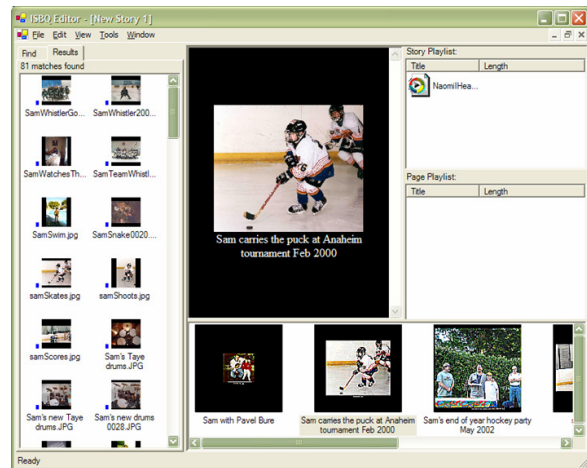 ISBQ Editor - [New Story 1]
File Edit View Tools Window
Find Results
81 matches found
SamWhistlerGo... SamWhistler200...
SamWatchesTh... SamTeamWhistl...
SamSwim.jpg SamSnake0020....
samSkates.jpg samShoots.jpg
samScores.jpg Sam's Taye
drums.JPG
Sam's new Taye
drums.JPG
Sam's new drums
0028.JPG
Sam carries the puck at Anaheim
tournament Feb 2000
Story Playlist:
Title Length
NaomiIHea...
Page Playlist:
Title Length
Sam with Pavel Bure
Sam carries the puck at Anaheim
tournament Feb 2000
Sam's end of year hockey party
May 2002
Ready